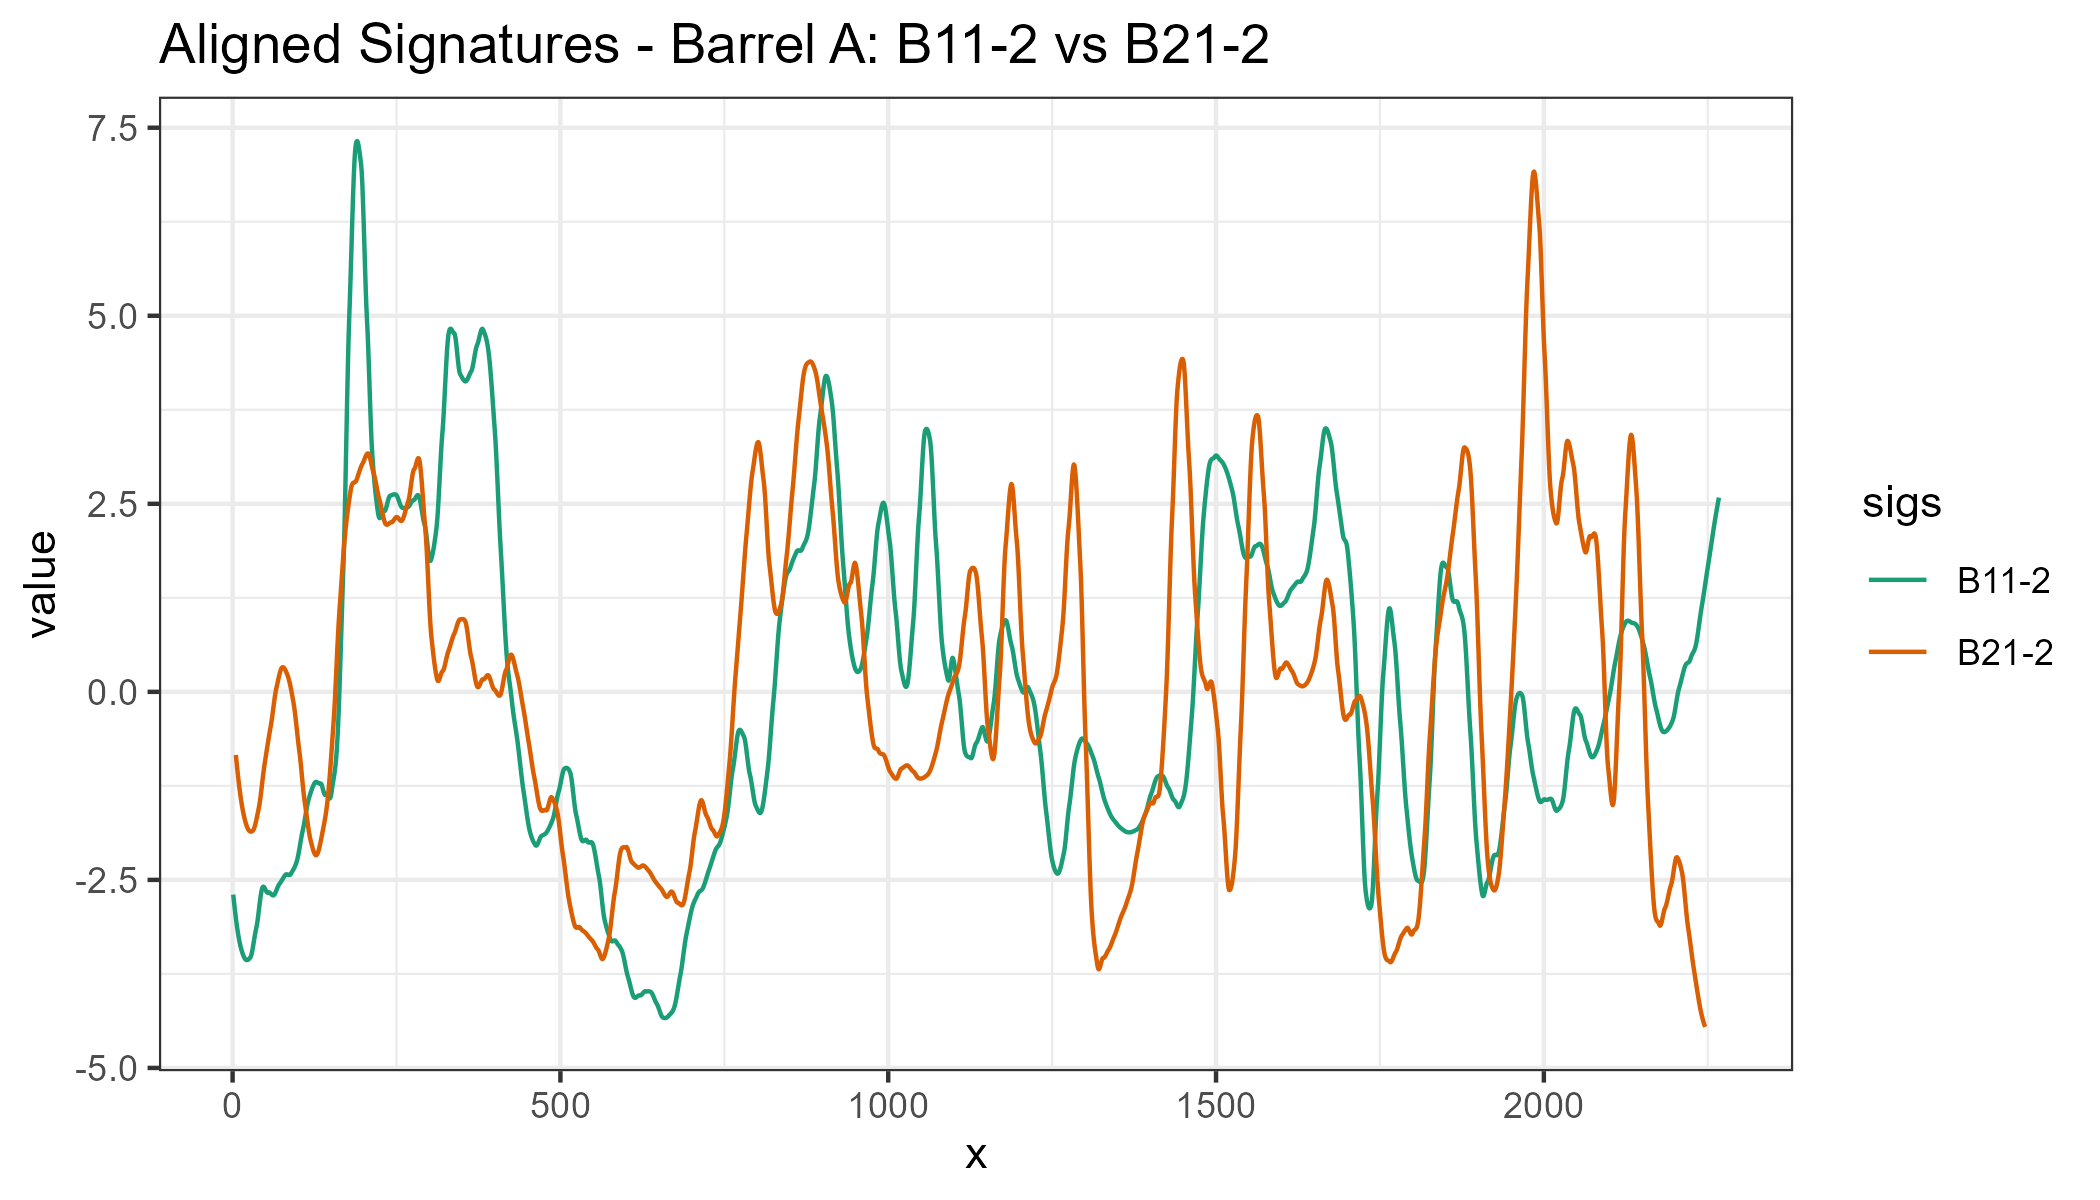 Aligned Signatures - Barrel A: B11-2 vs B21-2
7.5
5.0
2.5
0.0
-2.5
-5.0
value
0 500 1000 1500 2000
x
sigs
B11-2
B21-2